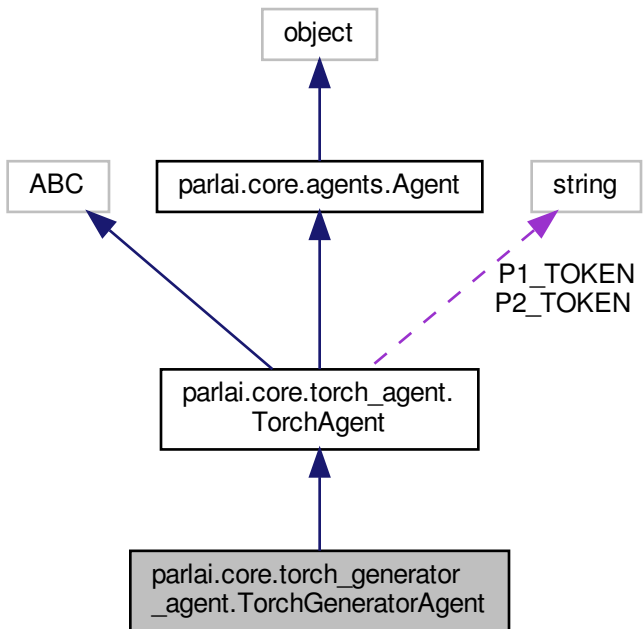 object
ABC
parlai.core.agents.Agent
string
P1_TOKEN
P2_TOKEN
parlai.core.torch_agent.
TorchAgent
parlai.core.torch_generator
_agent.TorchGeneratorAgent